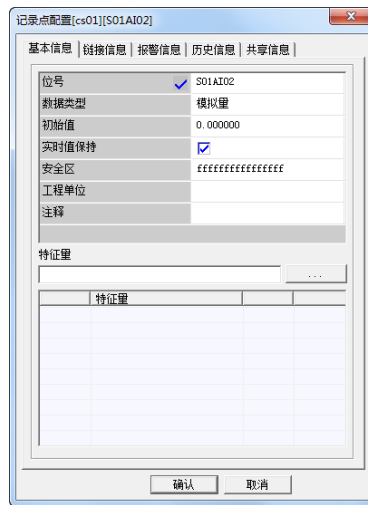 记录点配置[cs01][S01AI02]
基本信息 链接信息 报警信息 历史信息 共享信息
位号 S01AI02
数据类型 模拟量
初始值 0.000000
实时值保持
安全区 ffffffffffffffff
工程单位
注释
特征量
...
特征量
确认 取消